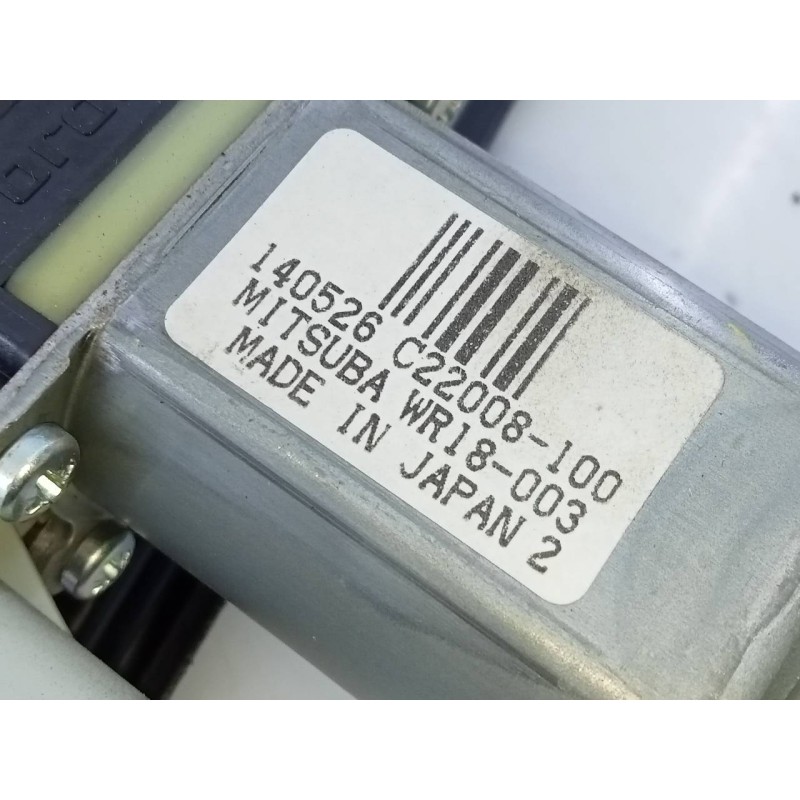 140526 C22008-100
MITSUBA WR18-003
MADE IN JAPAN 2